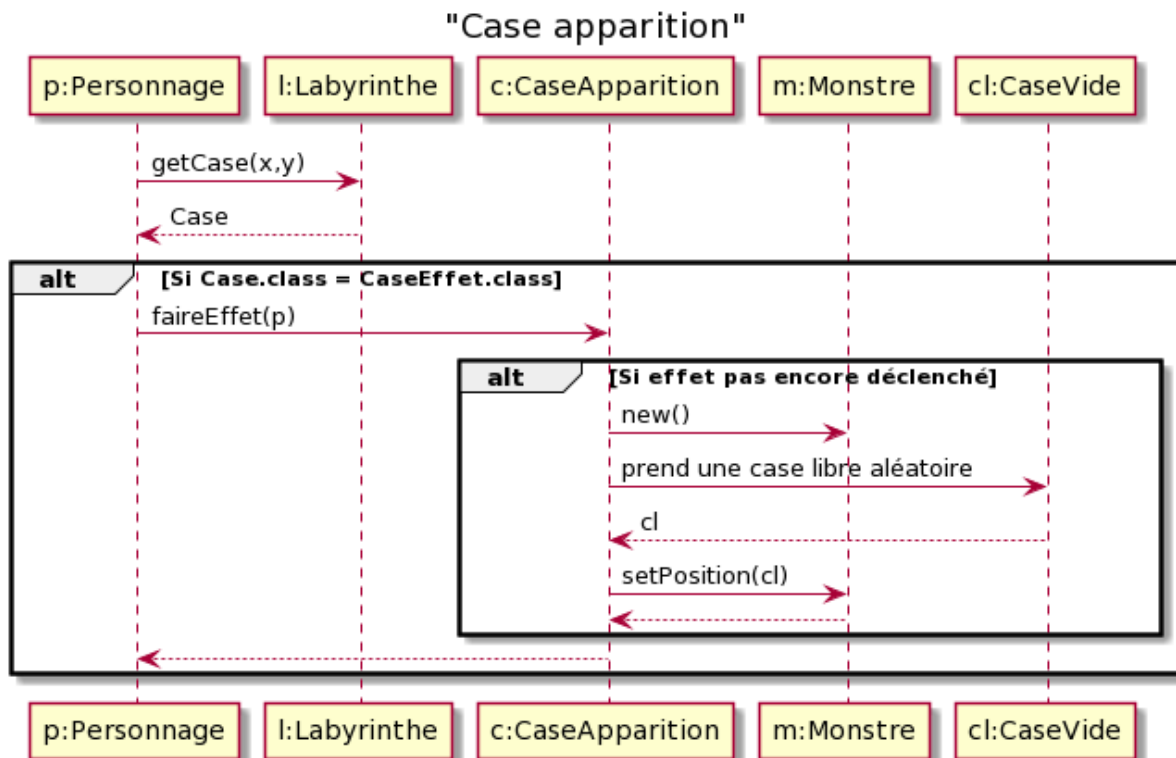 "Case apparition"
p:Personnage l:Labyrinthe c:CaseApparition m:Monstre cl:CaseVide
getCase(x,y)
Case
alt [Si Case.class = CaseEffet.class]
faireEffet(p)
alt [Si effet pas encore déclenché]
new()
prend une case libre aléatoire
cl
setPosition(cl)
p:Personnage l:Labyrinthe c:CaseApparition m:Monstre cl:CaseVide